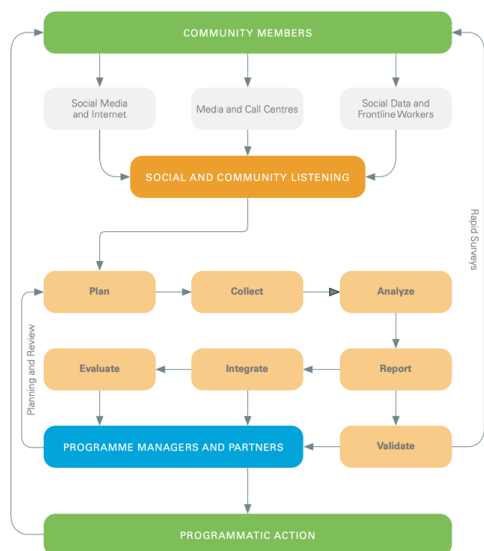 COMMUNITY MEMBERS
Social Media
and Internet
Media and Call Centres
Social Data and
Frontline Workers
SOCIAL AND COMMUNITY LISTENING
Rapid Surveys
Plan
Collect
Analyze
Planning and Review
Evaluate
Integrate
Report
PROGRAMME MANAGERS AND PARTNERS
Validate
PROGRAMMATIC ACTION